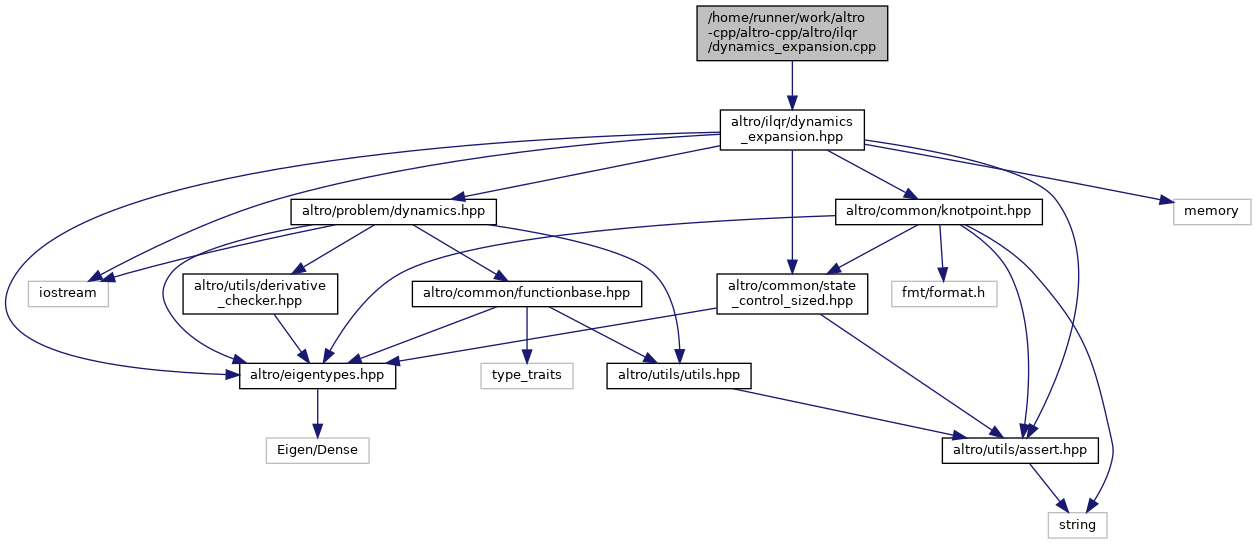 /home/runner/work/altro
-cpp/altro-cpp/altro/ilqr
/dynamics_expansion.cpp
altro/ilqr/dynamics
_expansion.hpp
altro/problem/dynamics.hpp
altro/common/knotpoint.hpp
memory
iostream
altro/utils/derivative
_checker.hpp
altro/common/functionbase.hpp
altro/common/state
_control_sized.hpp
fmt/format.h
altro/eigentypes.hpp
type_traits
altro/utils/utils.hpp
Eigen/Dense
altro/utils/assert.hpp
string